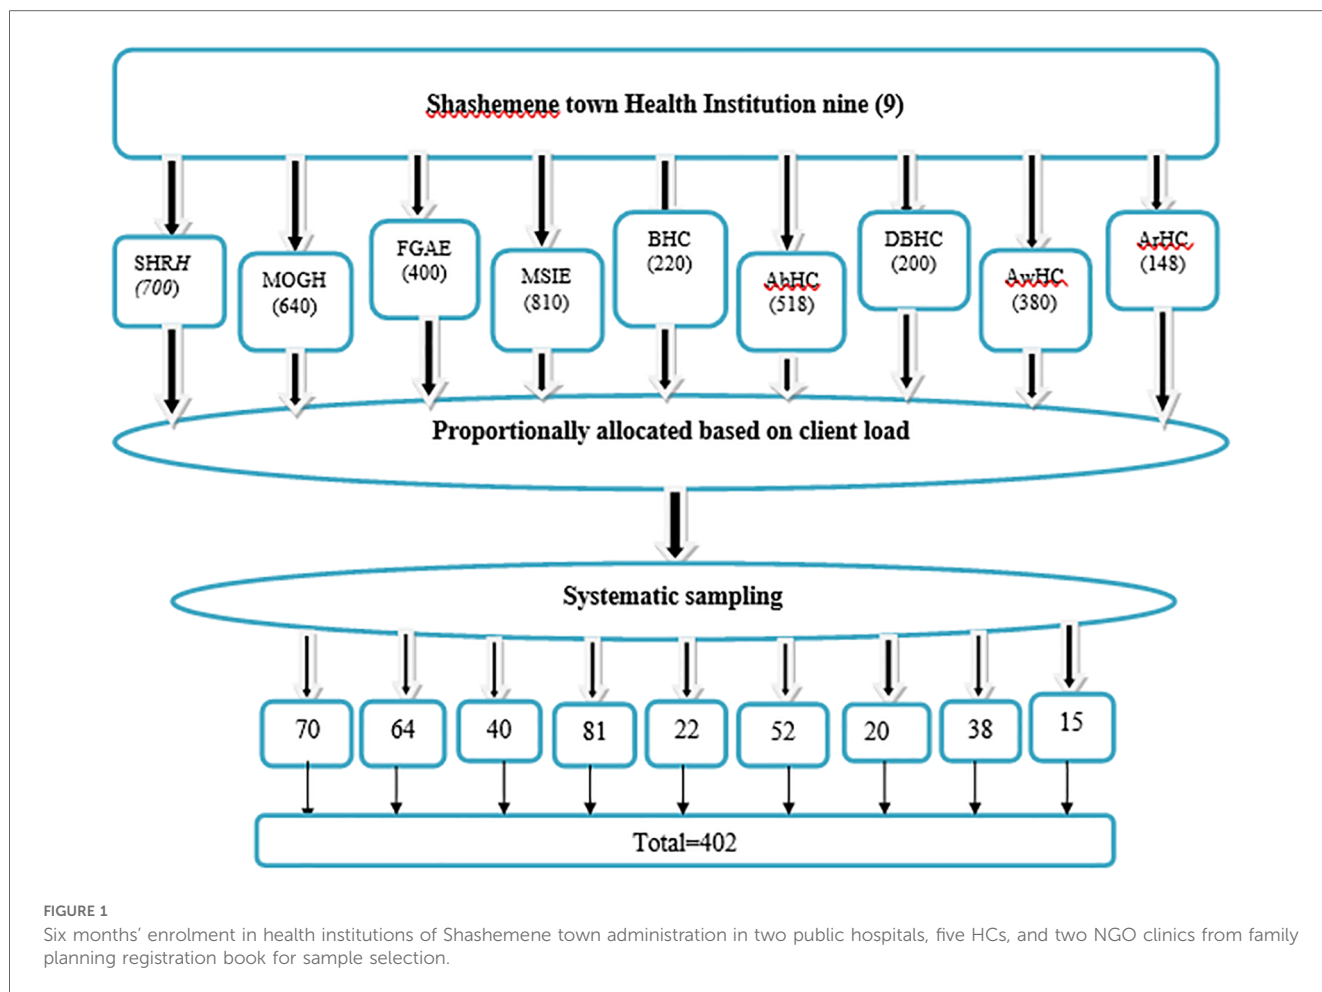 Shashemene town Health Institution nine (9)
SHRH
(700)
MOGH
(640)
FGAE
(400)
MSIE
(810)
BHC
(220)
AbHC
(518)
DBHC
(200)
AwHC
(380)
ArHC
(148)
Proportionally allocated based on client load
Systematic sampling
70 64 40 81 22 52 20 38 15
Total=402
FIGURE 1
Six months’ enrolment in health institutions of Shashemene town administration in two public hospitals, five HCs, and two NGO clinics from family
planning registration book for sample selection.